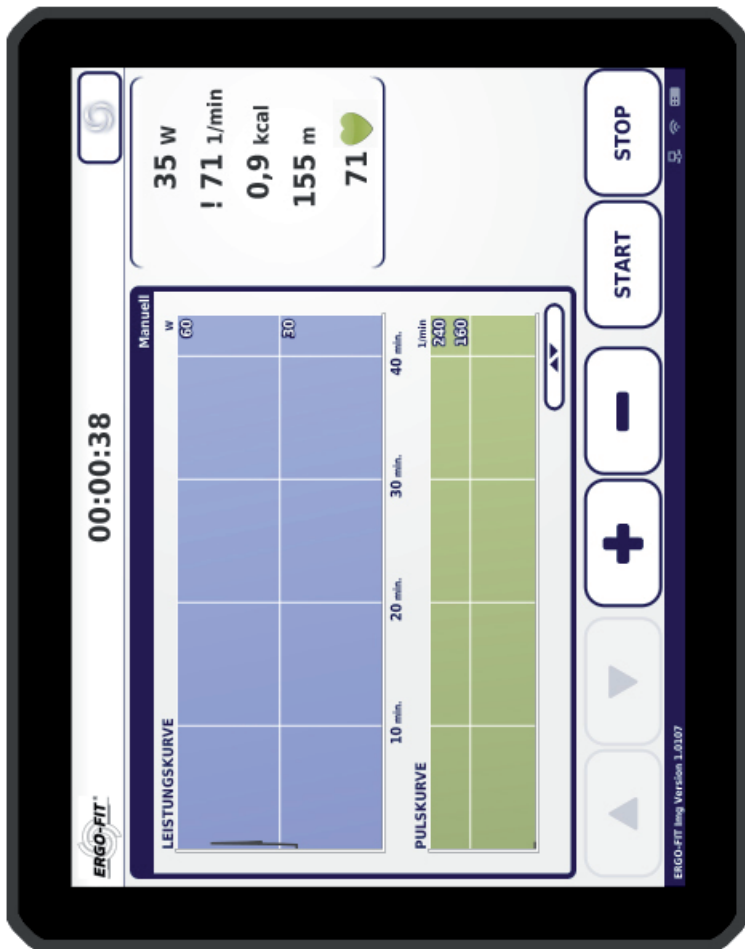 ERGO-FIT®
00:00:38
Manuell
LEISTUNGSKURVE
W
60
30
10 min.
20 min.
30 min.
40 min.
PULSKURVE
1/min
240
160
35 W
! 71 1/min
0,9 kcal
155 m
71
START
STOP
ERGO-FIT Img Version 1.0107